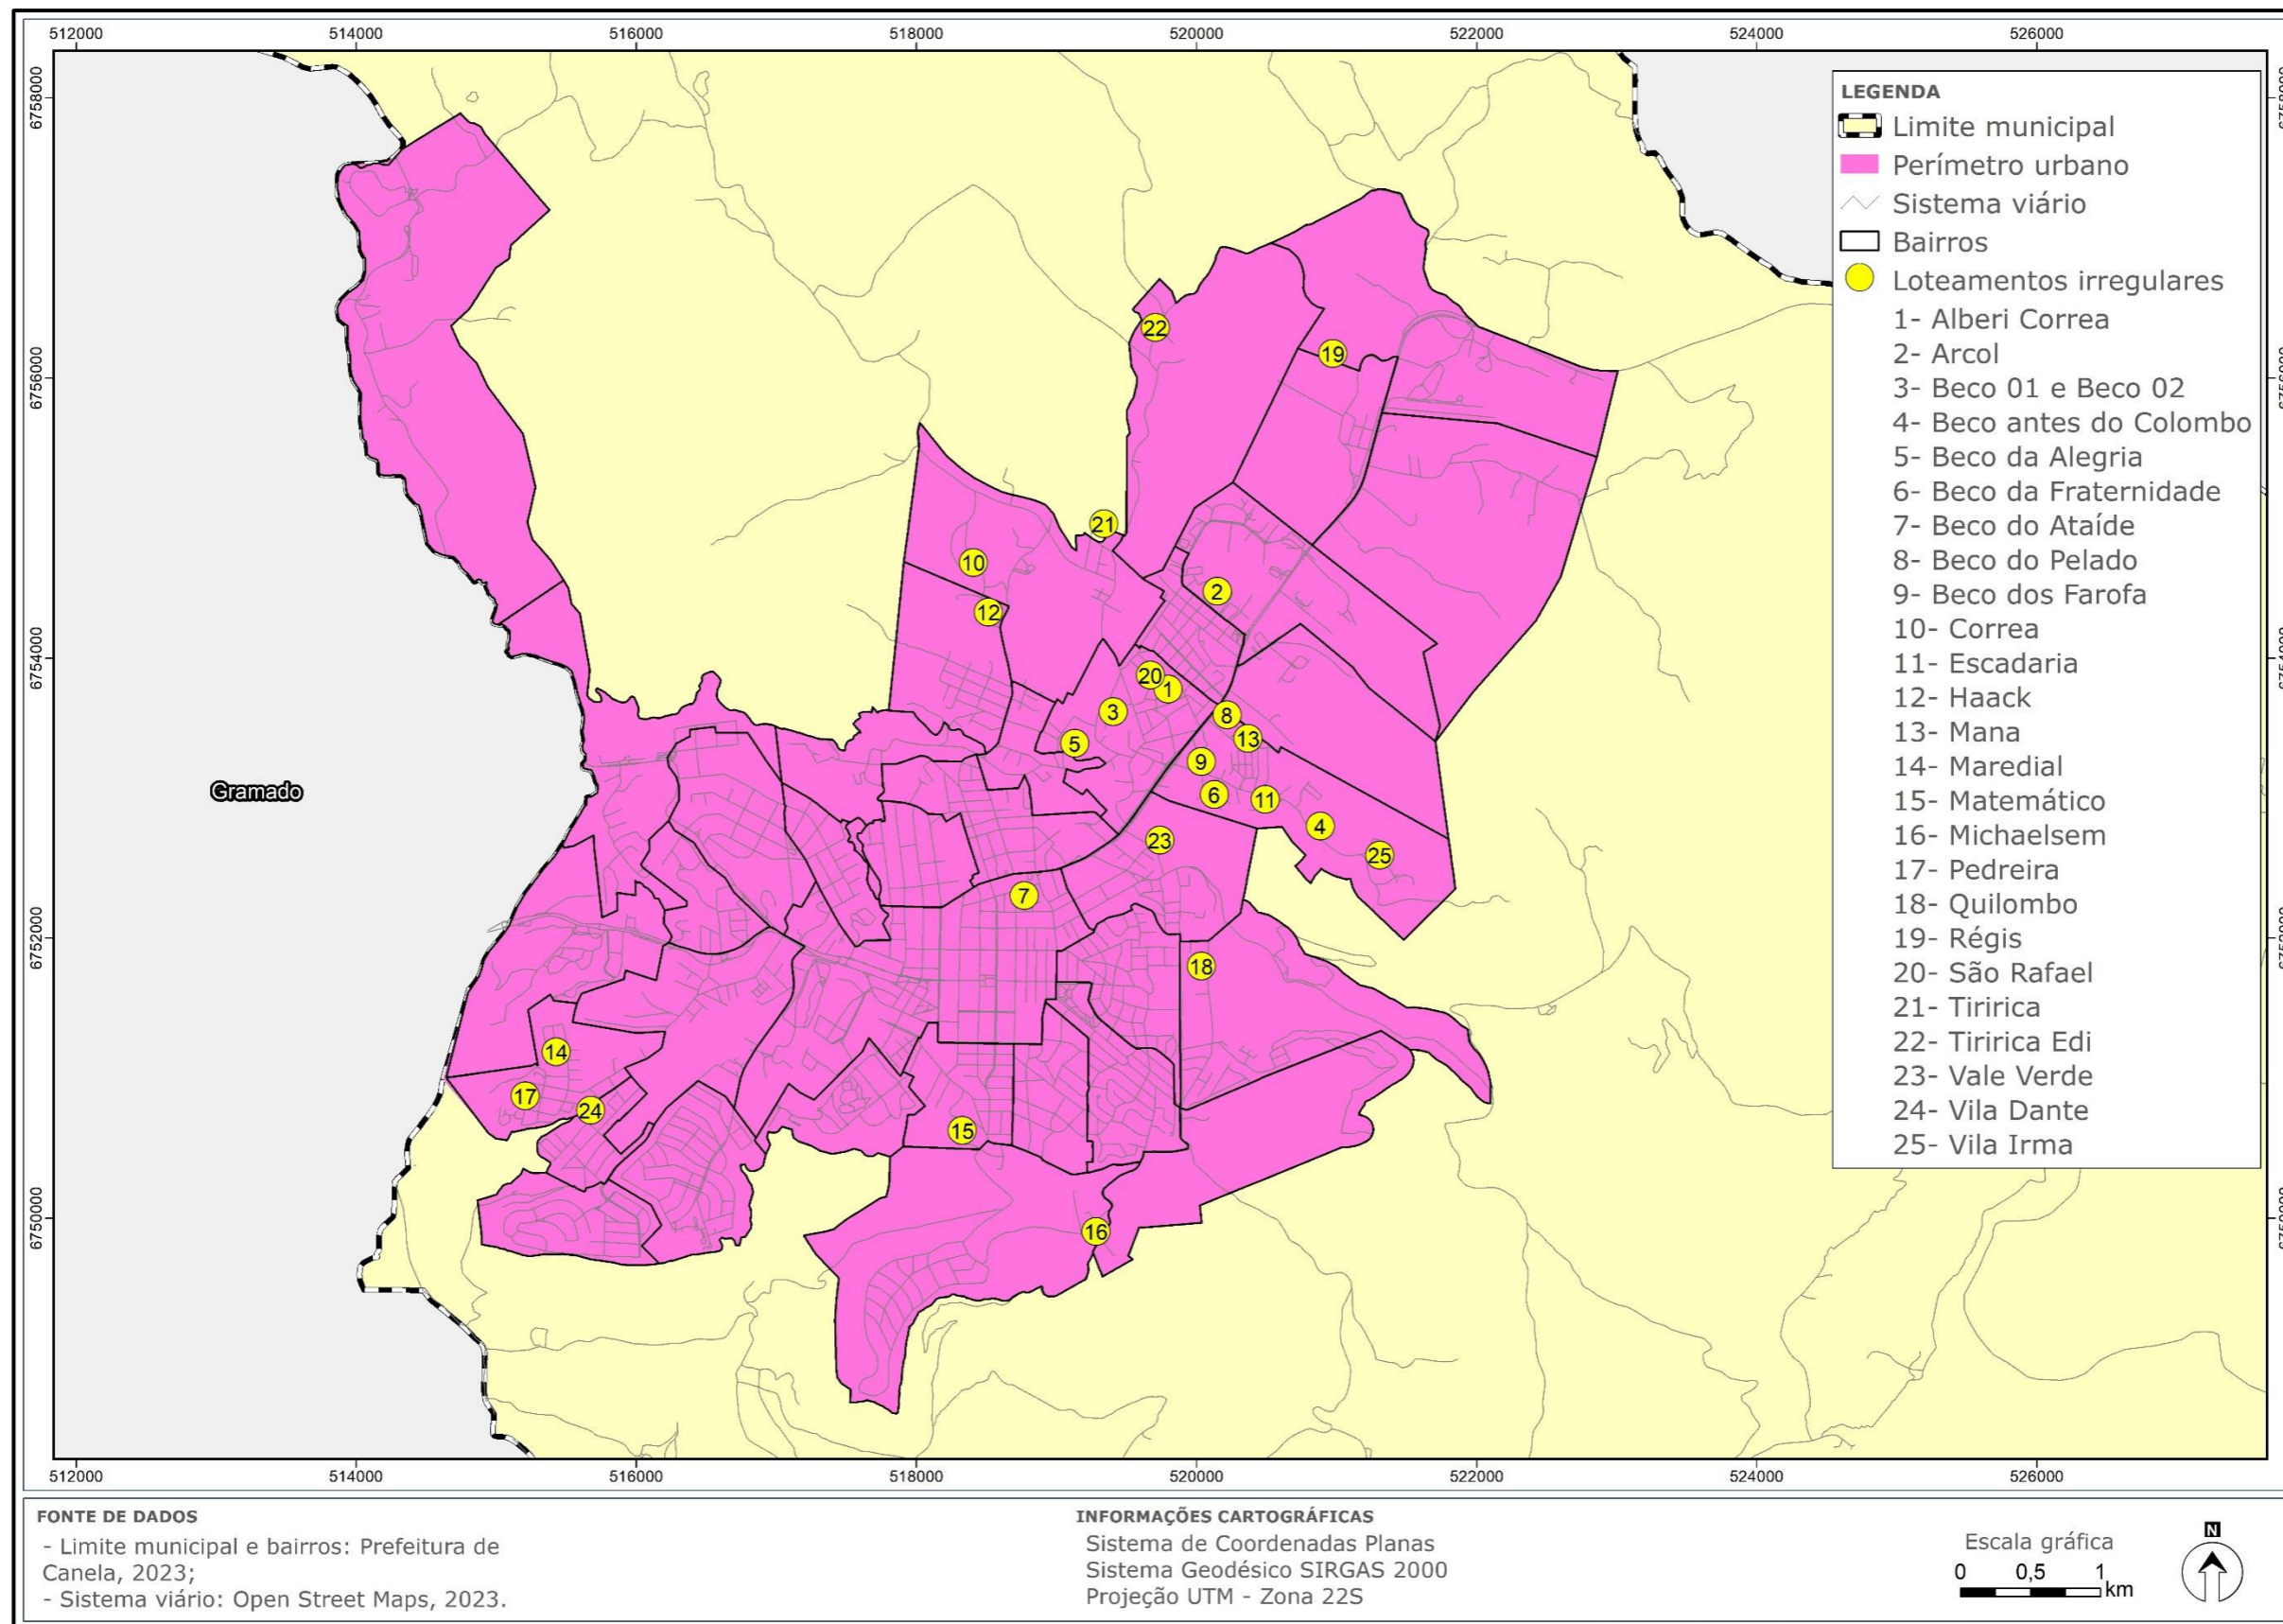 512000 514000 516000 518000 520000 522000 524000 526000
6758000
6756000
6754000
6752000
6750000
LEGENDA
Limite municipal
Perímetro urbano
Sistema viário
Bairros
Loteamentos irregulares
1- Alberi Correa
2- Arcol
3- Beco 01 e Beco 02
4- Beco antes do Colombo
5- Beco da Alegria
6- Beco da Fraternidade
7- Beco do Ataíde
8- Beco do Pelado
9- Beco dos Farofa
10- Correa
11- Escadaria
12- Haack
13- Mana
14- Maredial
15- Matemático
16- Michaelsem
17- Pedreira
18- Quilombo
19- Régis
20- São Rafael
21- Tiririca
22- Tiririca Edi
23- Vale Verde
24- Vila Dante
25- Vila Irma
22
19
21
10
2
12
20
1
3
8
13
5
9
6
11
4
23
25
7
18
14
17
24
15
16
Gramado
512000 514000 516000 518000 520000 522000 524000 526000
FONTE DE DADOS
- Limite municipal e bairros: Prefeitura de
Canela, 2023;
- Sistema viário: Open Street Maps, 2023.
INFORMAÇÕES CARTOGRÁFICAS
Sistema de Coordenadas Planas
Sistema Geodésico SIRGAS 2000
Projeção UTM - Zona 22S
Escala gráfica
0 0,5 1
km
N